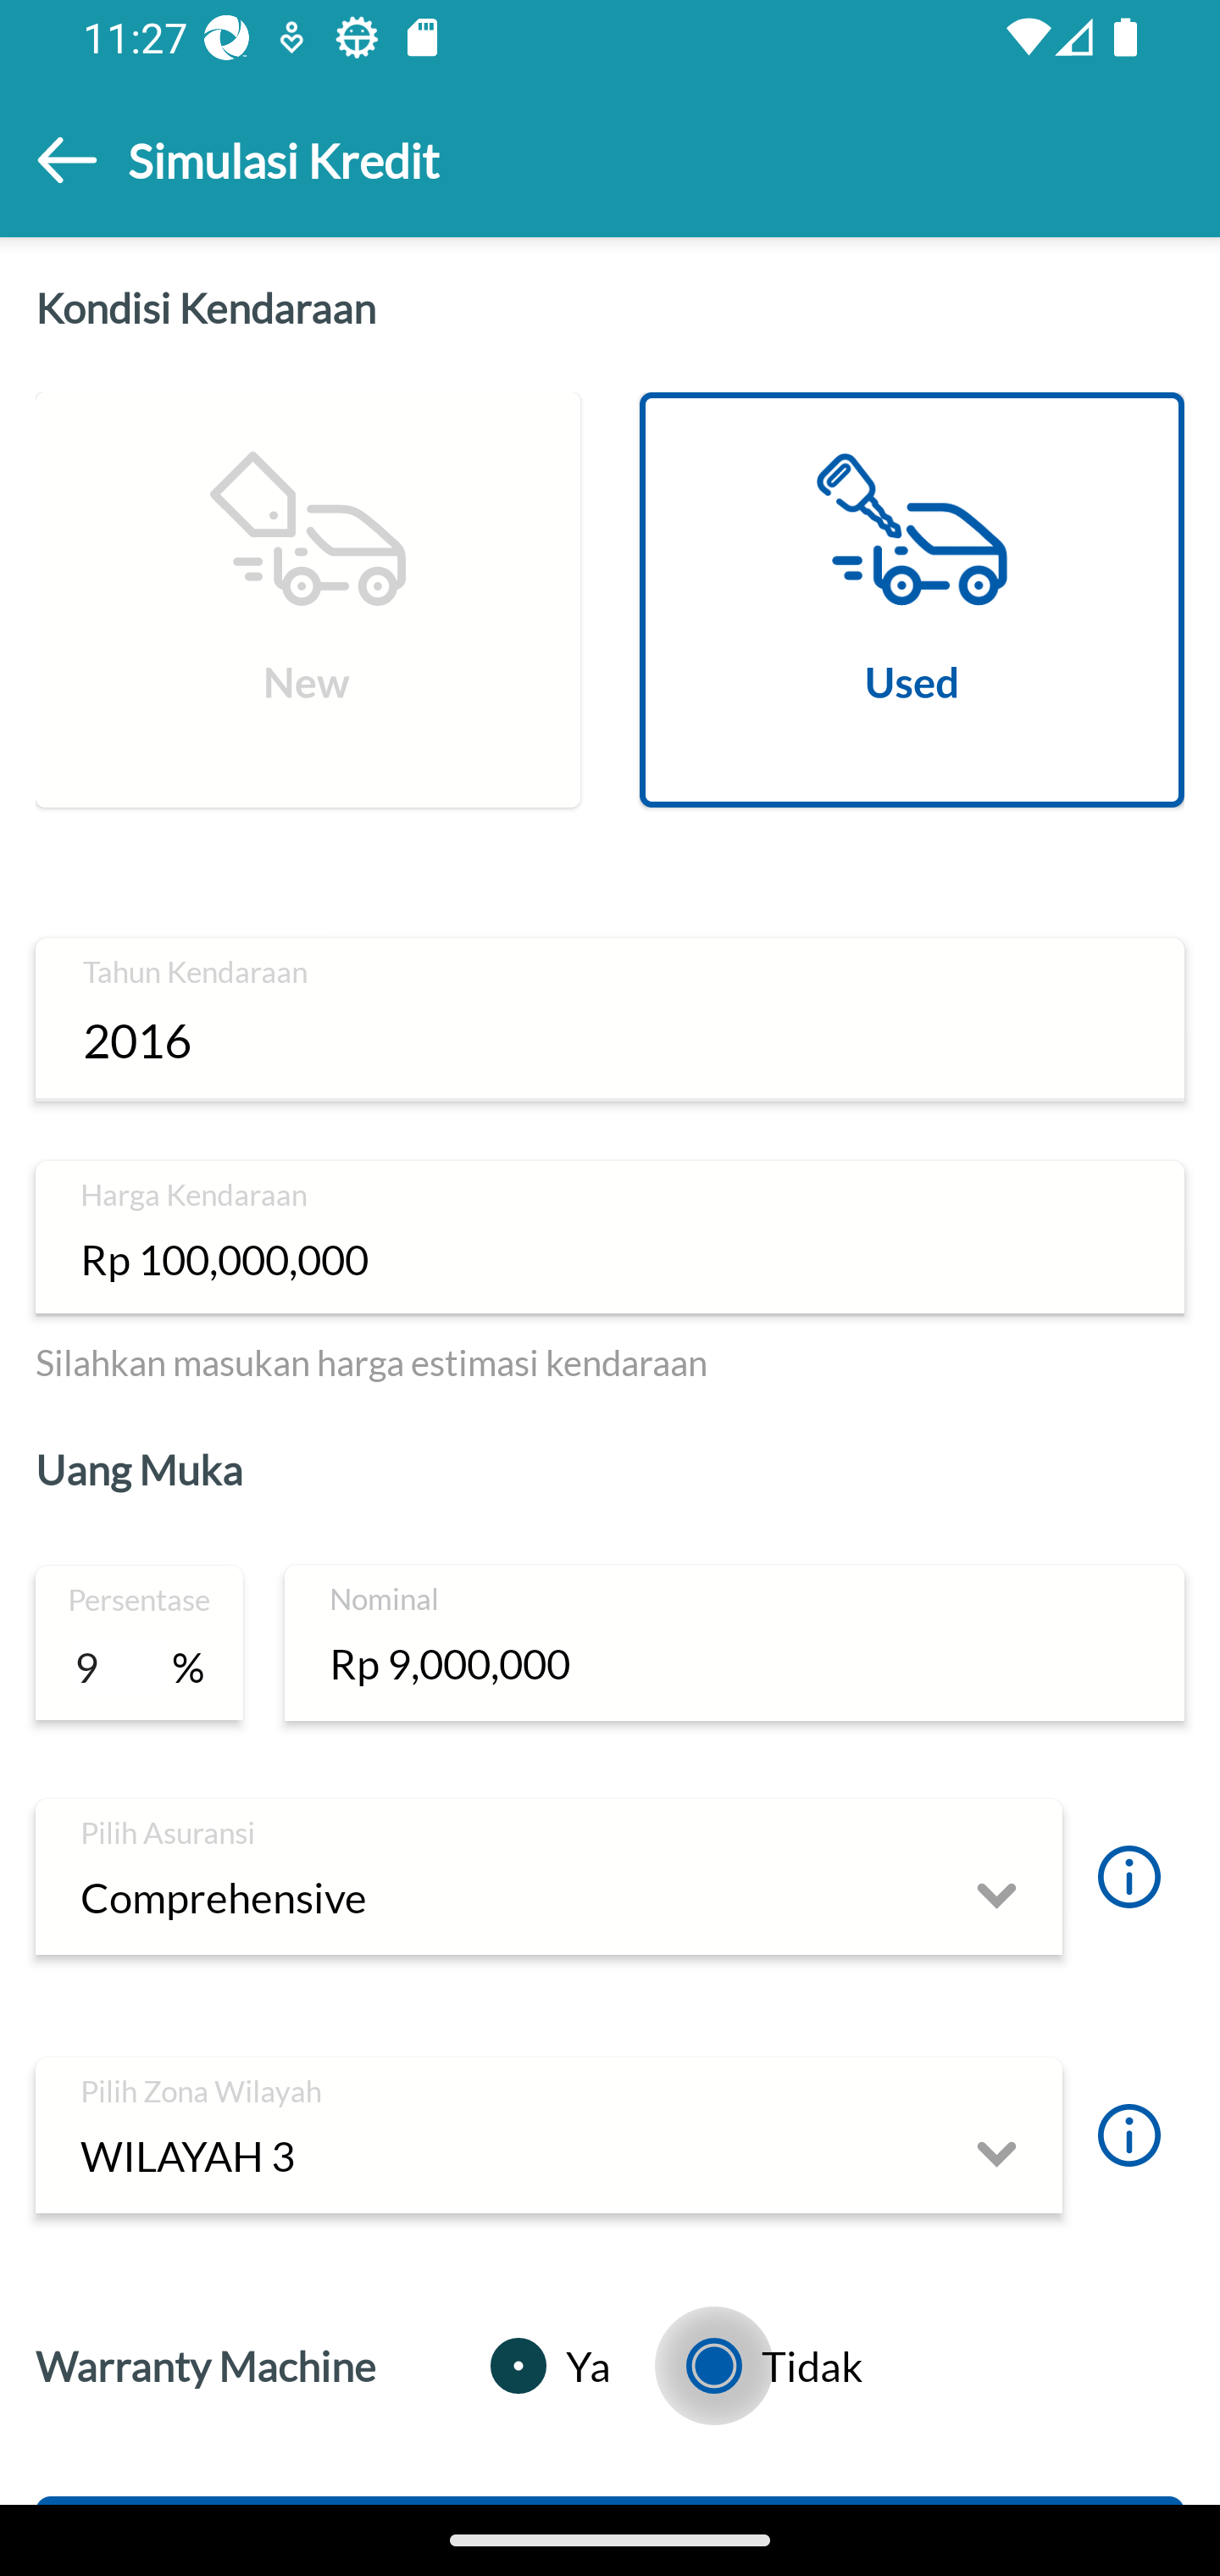 11:27
Simulasi Kredit
Kondisi Kendaraan
New
Used
Tahun Kendaraan
2016
Harga Kendaraan
Rp 100,000,000
Silahkan masukan harga estimasi kendaraan
Uang Muka
Persentase
9 %
Nominal
Rp 9,000,000
Pilih Asuransi
Comprehensive
Pilih Zona Wilayah
WILAYAH 3
Warranty Machine Ya Tidak